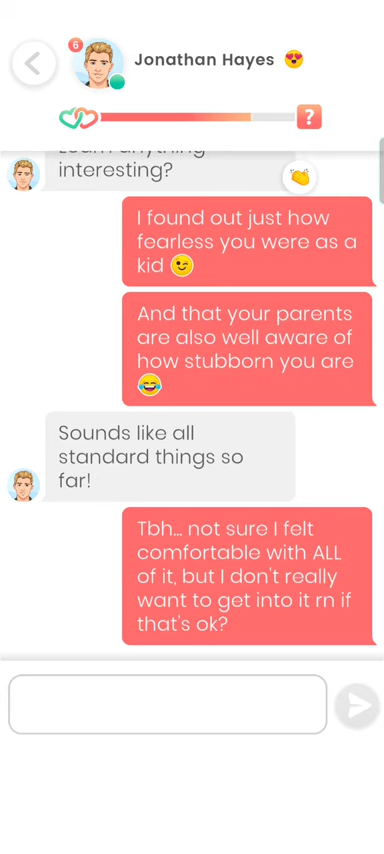 6
Jonathan Hayes
?
Learn anything
interesting?
I found out just how
fearless you were as a
kid
And that your parents
are also well aware of
how stubborn you are
Sounds like all
standard things so
far!
Tbh... not sure I felt
comfortable with ALL
of it, but I don't really
want to get into it rn if
that's ok?